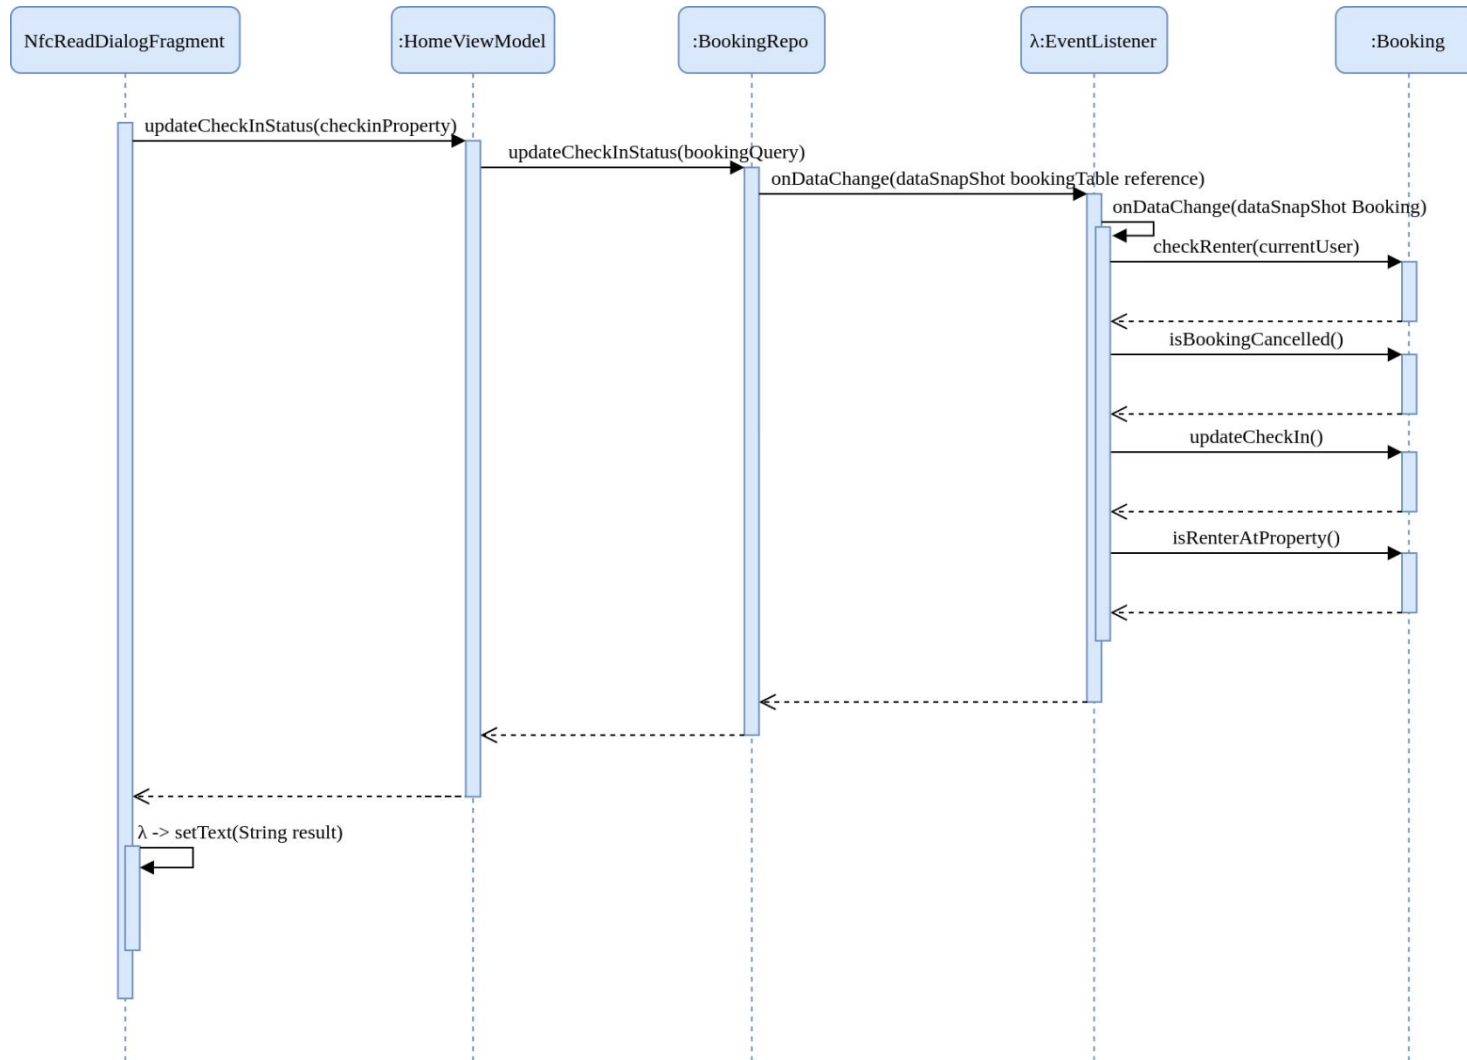 NfcReadDialogFragment
:HomeViewModel
:BookingRepo
λ:EventListener
:Booking
updateCheckInStatus(checkinProperty)
updateCheckInStatus(bookingQuery)
onDataChange(dataSnapShot bookingTable reference)
onDataChange(dataSnapShot Booking)
checkRenter(currentUser)
isBookingCancelled()
updateCheckIn()
isRenterAtProperty()
λ -> setText(String result)